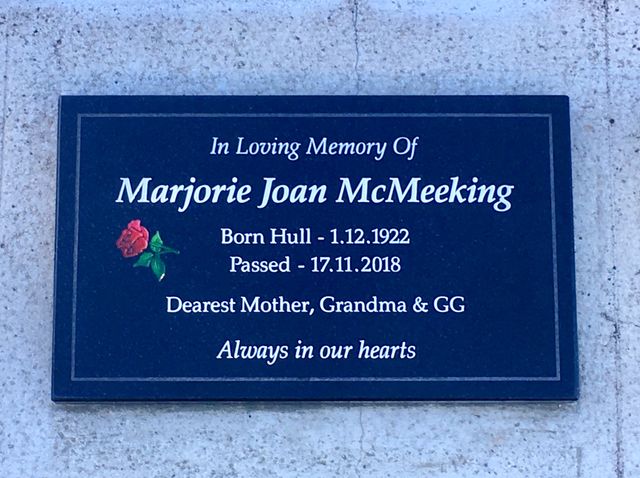 In Loving Memory Of
Marjorie Joan McMeeking
Born Hull - 1.12.1922
Passed - 17.11.2018
Dearest Mother, Grandma & GG
Always in our hearts